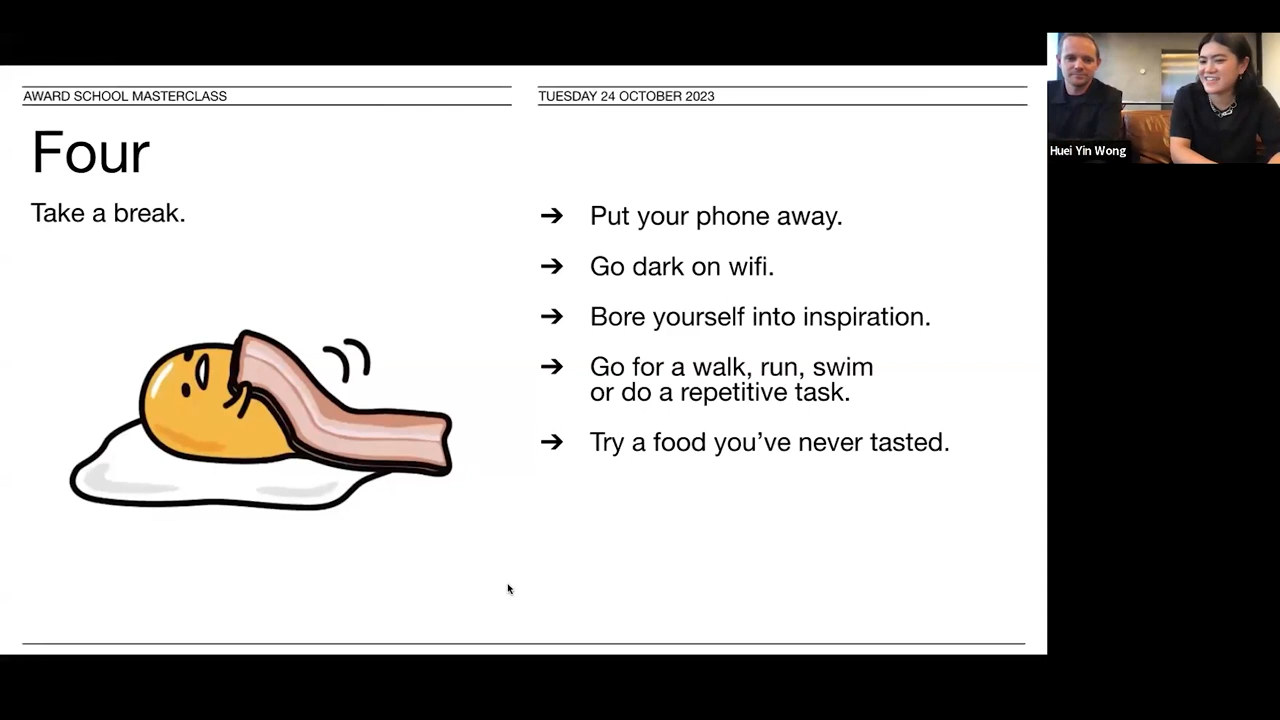 AWARD SCHOOL MASTERCLASS
TUESDAY 24 OCTOBER 2023
Four
Take a break.
➔ Put your phone away.
➔ Go dark on wifi.
➔ Bore yourself into inspiration.
➔ Go for a walk, run, swim
or do a repetitive task.
➔ Try a food you’ve never tasted.
Huei Yin Wong